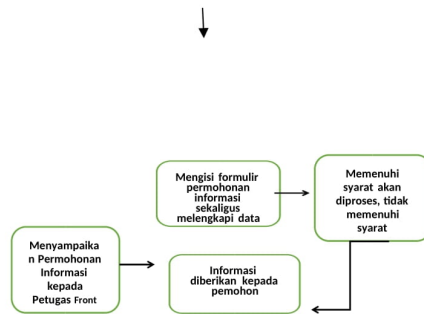 Mengisi formulir
permohonan
informasi
sekaligus
melengkapi data
Memenuhi
syarat akan
diproses, tidak
memenuhi
syarat
Menyampaika
n Permohonan
Informasi
kepada
Petugas Front
Informasi
diberikan kepada
pemohon